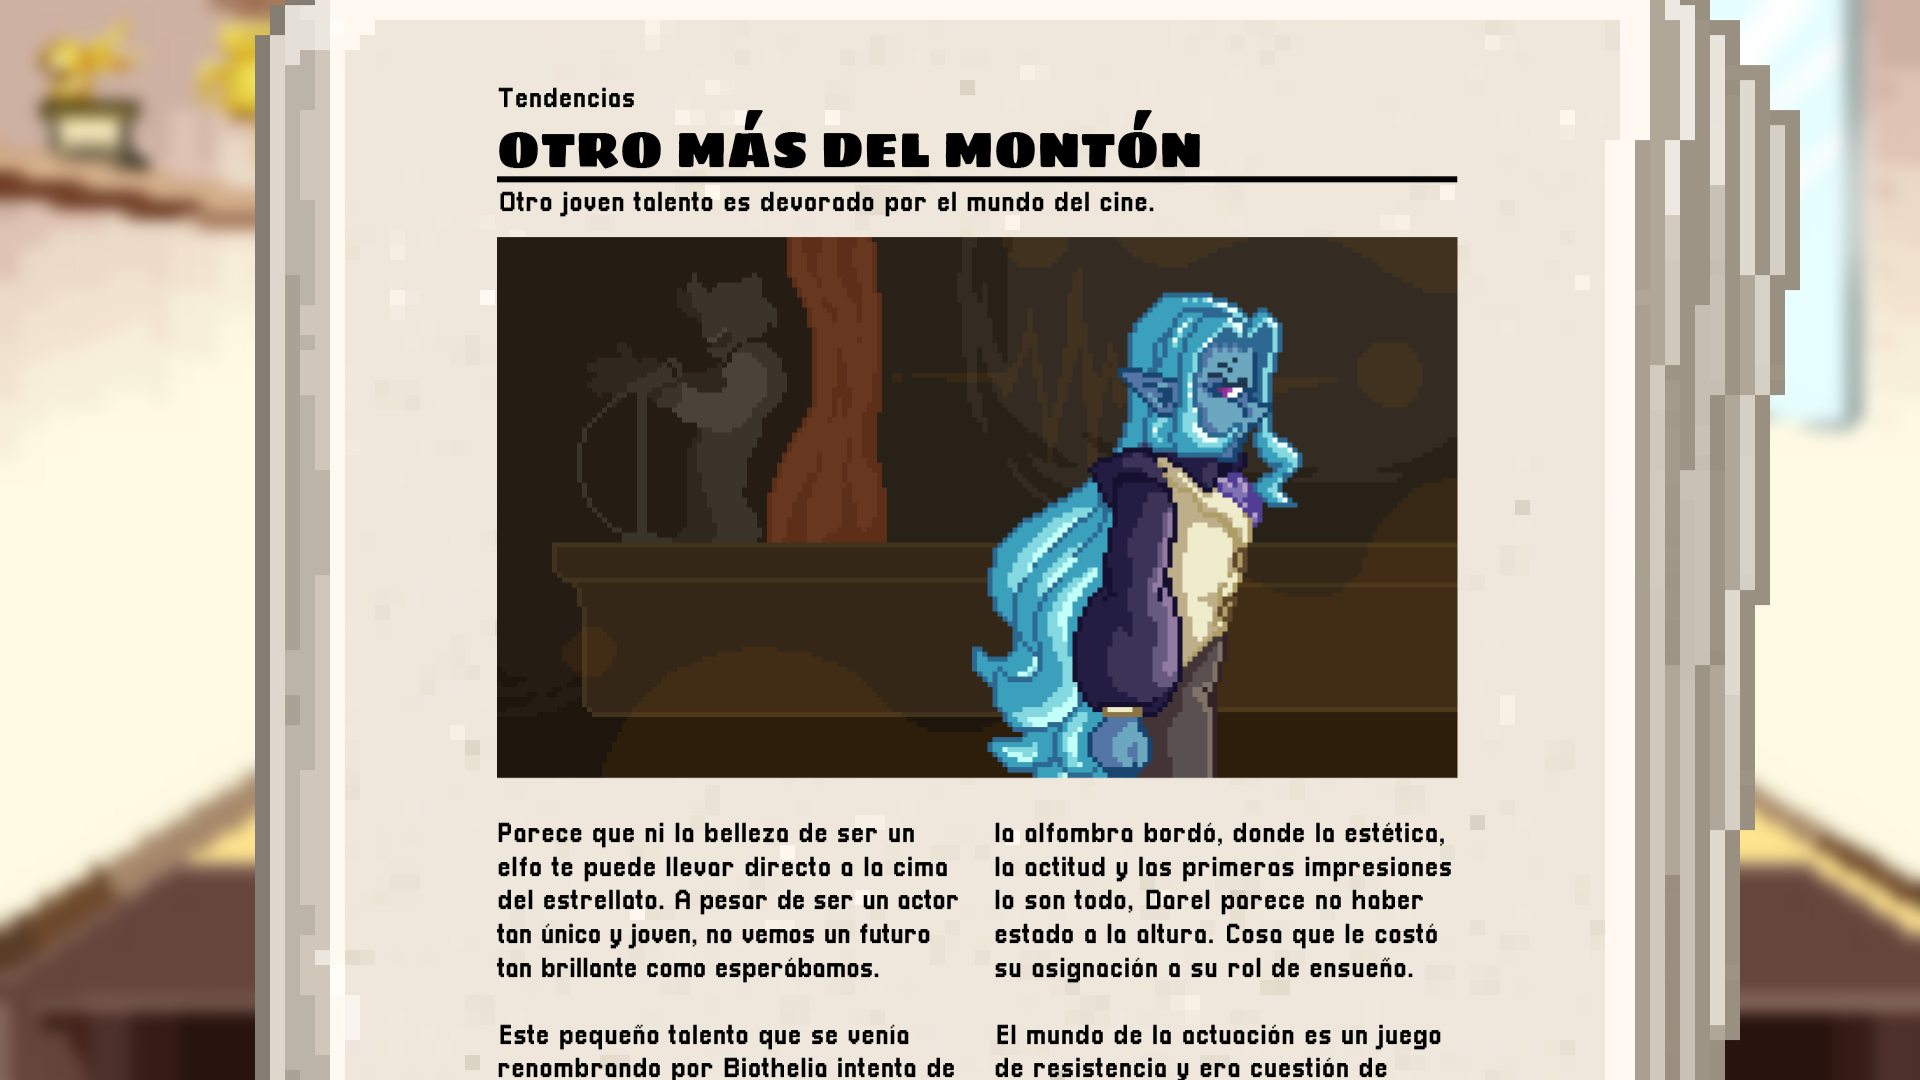 Tendencias
OTRO MÁS DEL MONTÓN
Otro joven talento es devorado por el mundo del cine.
Parece que ni la belleza de ser un
elfo te puede llevar directo a la cima
del estrellato. A pesar de ser un actor
tan único y joven, no vemos un futuro
tan brillante como esperábamos.
Este pequeño talento que se venía
renombrando por Biothelia intenta de
la alfombra bordó, donde la estética,
la actitud y las primeras impresiones
lo son todo, Darel parece no haber
estado a la altura. Cosa que le costó
su asignación a su rol de ensueño.
El mundo de la actuación es un juego
de resistencia y era cuestión de